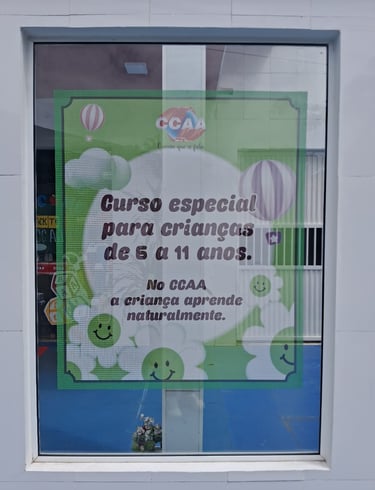 CCAA
Curso especial
para crianças
de 6 a 11 anos.
No CCAA
a criança aprende
naturalmente.